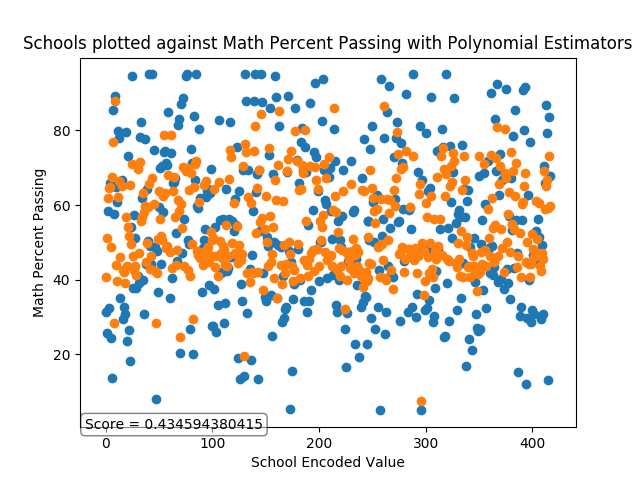 Schools plotted against Math Percent Passing with Polynomial Estimators
Math Percent Passing
80
60
40
20
Score = 0.434594380415
0 100 200 300 400
School Encoded Value